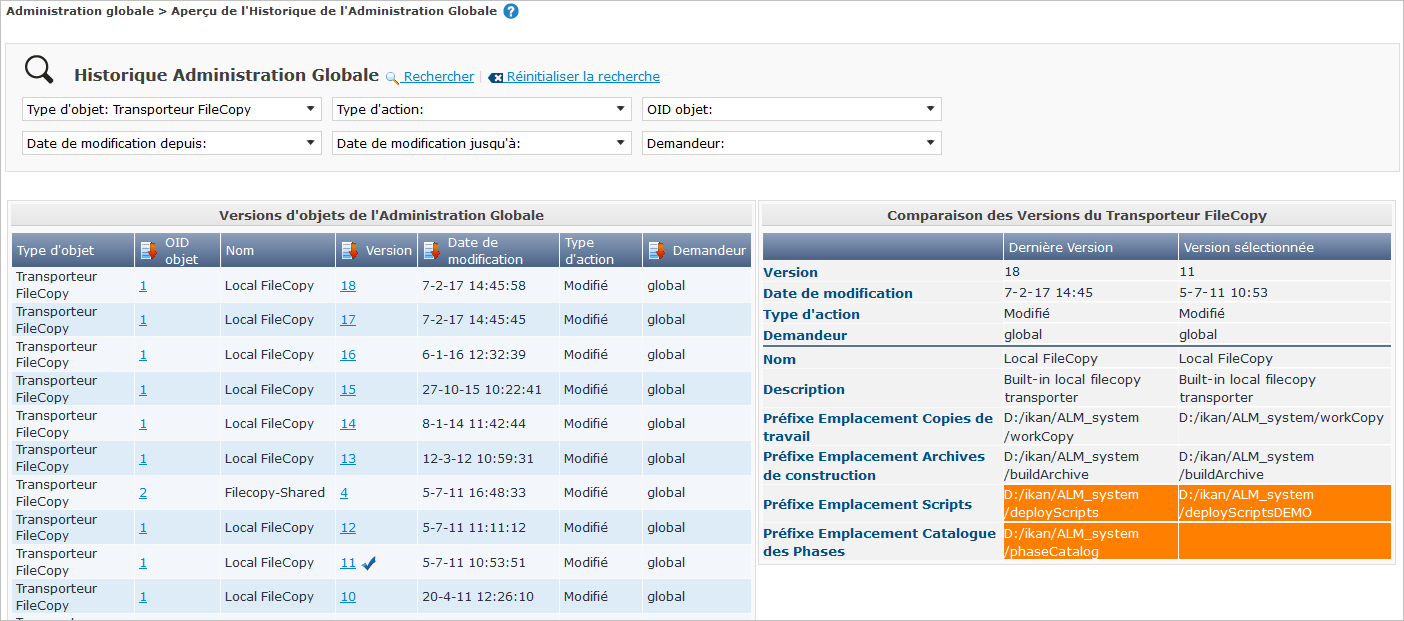 Administration globale > Aperçu de l'Historique de l'Administration Globale ?
Historique Administration Globale Rechercher | Réinitialiser la recherche
Type d'objet: Transporteur FileCopy Type d'action: OID objet:
Date de modification depuis: Date de modification jusqu'à: Demandeur:
Versions d'objets de l'Administration Globale
Type d'objet OID objet Nom Version Date de modification Type d'action Demandeur
Transporteur FileCopy 1 Local FileCopy 18 7-2-17 14:45:58 Modifié global
Transporteur FileCopy 1 Local FileCopy 17 7-2-17 14:45:45 Modifié global
Transporteur FileCopy 1 Local FileCopy 16 6-1-16 12:32:39 Modifié global
Transporteur FileCopy 1 Local FileCopy 15 27-10-15 10:22:41 Modifié global
Transporteur FileCopy 1 Local FileCopy 14 8-1-14 11:42:44 Modifié global
Transporteur FileCopy 1 Local FileCopy 13 12-3-12 10:59:31 Modifié global
Transporteur FileCopy 2 Filecopy-Shared 4 5-7-11 16:48:33 Modifié global
Transporteur FileCopy 1 Local FileCopy 12 5-7-11 11:11:12 Modifié global
Transporteur FileCopy 1 Local FileCopy 11 5-7-11 10:53:51 Modifié global
Transporteur FileCopy 1 Local FileCopy 10 20-4-11 12:26:10 Modifié global
Comparaison des Versions du Transporteur FileCopy
Dernière Version Version sélectionnée
Version 18 11
Date de modification 7-2-17 14:45 5-7-11 10:53
Type d'action Modifié Modifié
Demandeur global global
Nom Local FileCopy Local FileCopy
Description Built-in local filecopy transporter Built-in local filecopy transporter
Préfixe Emplacement Copies de travail D:/ikan/ALM_system/workCopy D:/ikan/ALM_system/workCopy
Préfixe Emplacement Archives de construction D:/ikan/ALM_system/buildArchive D:/ikan/ALM_system/buildArchive
Préfixe Emplacement Scripts D:/ikan/ALM_system/deployScripts D:/ikan/ALM_system/deployScriptsDEMO
Préfixe Emplacement Catalogue des Phases D:/ikan/ALM_system/phaseCatalog